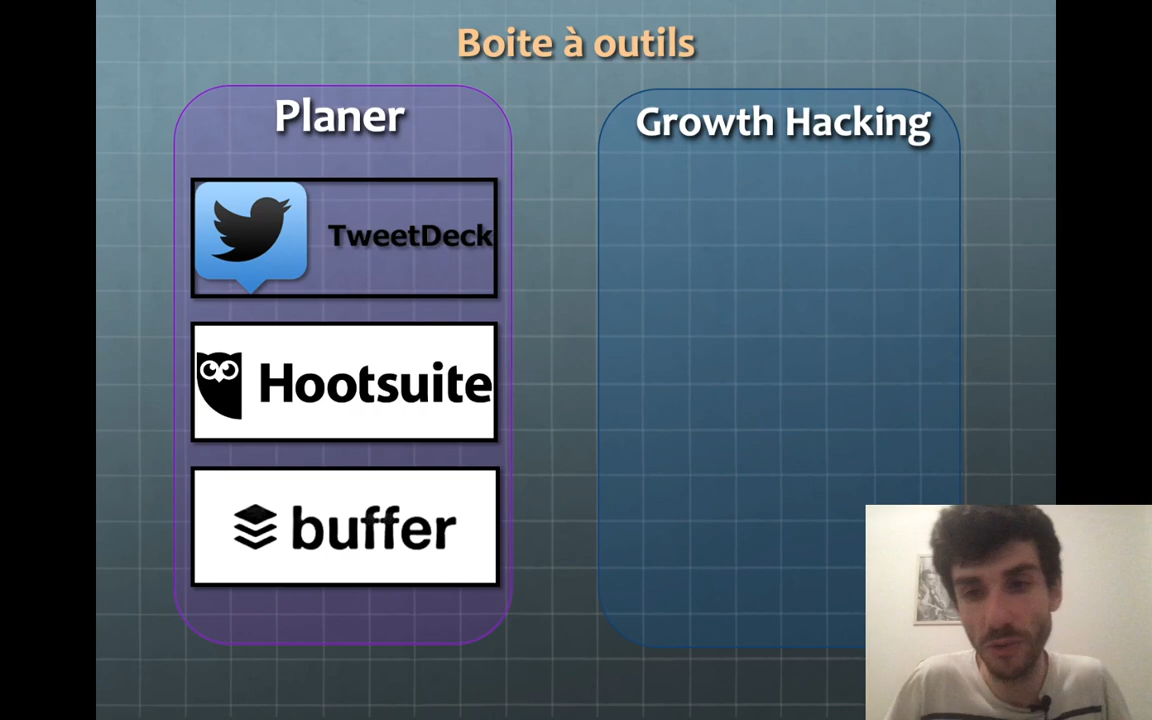 Boite à outils
Planer
Growth Hacking
TweetDeck
Hootsuite
buffer